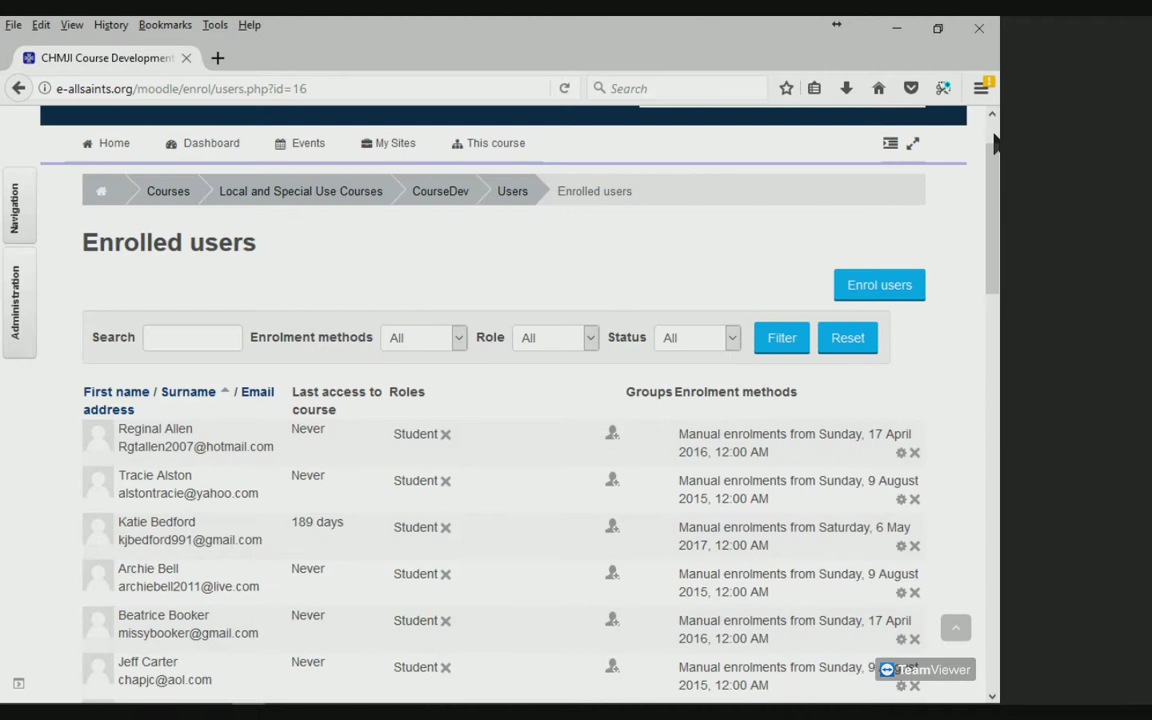 File Edit View History Bookmarks Tools Help
CHMJI Course Development
e-allsaints.org/moodle/enrol/users.php?id=16
Search
Home Dashboard Events My Sites This course
Navigation
Administration
Courses Local and Special Use Courses CourseDev Users Enrolled users
Enrolled users
Enrol users
Search Enrolment methods All Role All Status All Filter Reset
First name / Surname / Email address
Last access to course
Roles
Groups
Enrolment methods
Reginal Allen
Rgtallen2007@hotmail.com
Never
Student
Manual enrolments from Sunday, 17 April
2016, 12:00 AM
Tracie Alston
alstontracie@yahoo.com
Never
Student
Manual enrolments from Sunday, 9 August
2015, 12:00 AM
Katie Bedford
kjbedford991@gmail.com
189 days
Student
Manual enrolments from Saturday, 6 May
2017, 12:00 AM
Archie Bell
archiebell2011@live.com
Never
Student
Manual enrolments from Sunday, 9 August
2015, 12:00 AM
Beatrice Booker
missybooker@gmail.com
Never
Student
Manual enrolments from Sunday, 17 April
2016, 12:00 AM
Jeff Carter
chapjc@aol.com
Never
Student
Manual enrolments from Sunday, 9
2015, 12:00 AM
TeamViewer